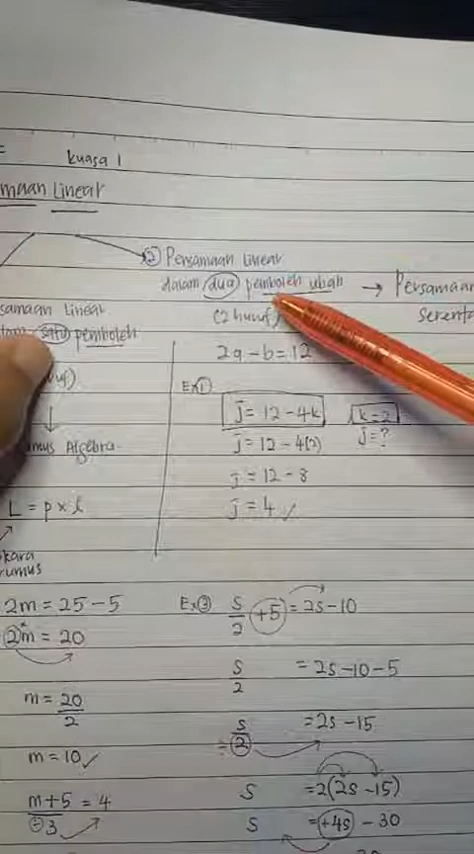 kuasa 1
Linear
② Persamaan linear
dalam dua pemboleh ubah → Persamaan
(2 huruf)
Serenta
2a - b = 12
Ex①
j = 12 - 4k
k = 2
j = 12 - 4(2)
j = ?
j = 12 - 8
j = 4 ✓
Linear
satu pemboleh
Algebra
L = p x l
2m = 25 - 5
2m = 20
m = 20/2
m = 10 ✓
m + 5 = 4
÷3
Ex③ s/2 + 5 = 2s - 10
s/2 = 2s - 10 - 5
s/2 = 2s - 15
÷
s = 2(2s - 15)
s = +4s - 30